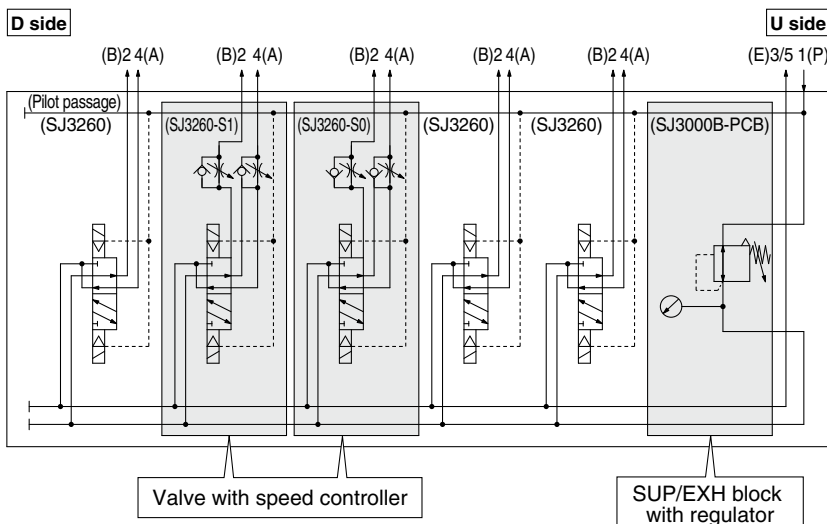 D side
U side
(B)2 4(A)
(B)2 4(A)
(B)2 4(A)
(B)2 4(A)
(B)2 4(A)
(E)3/5 1(P)
(Pilot passage)
(SJ3260)
(SJ3260-S1)
(SJ3260-S0)
(SJ3260)
(SJ3260)
(SJ3000B-PCB)
Valve with speed controller
SUP/EXH block
with regulator